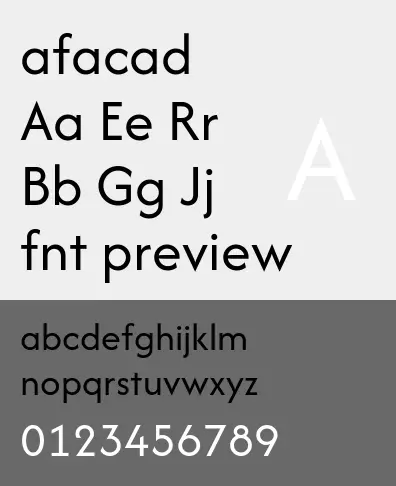 afacad
Aa Ee Rr
A
Bb Gg Jj
fnt preview
abcdefghijklm
nopqrstuvwxyz
0123456789